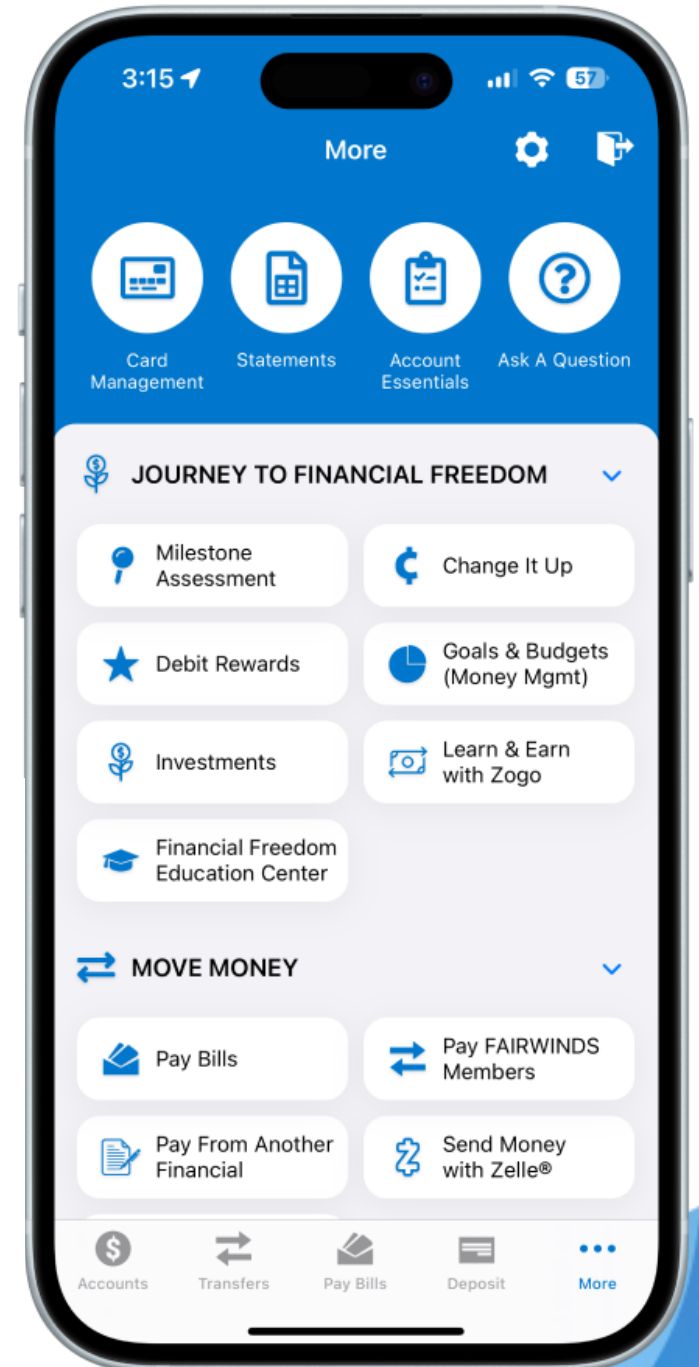 3:15
57
More
Card
Management
Statements
Account
Essentials
Ask A Question
JOURNEY TO FINANCIAL FREEDOM
Milestone
Assessment
Change It Up
Debit Rewards
Goals & Budgets
(Money Mgmt)
Investments
Learn & Earn
with Zogo
Financial Freedom
Education Center
MOVE MONEY
Pay Bills
Pay FAIRWINDS
Members
Pay From Another
Financial
Send Money
with Zelle®
Accounts
Transfers
Pay Bills
Deposit
More